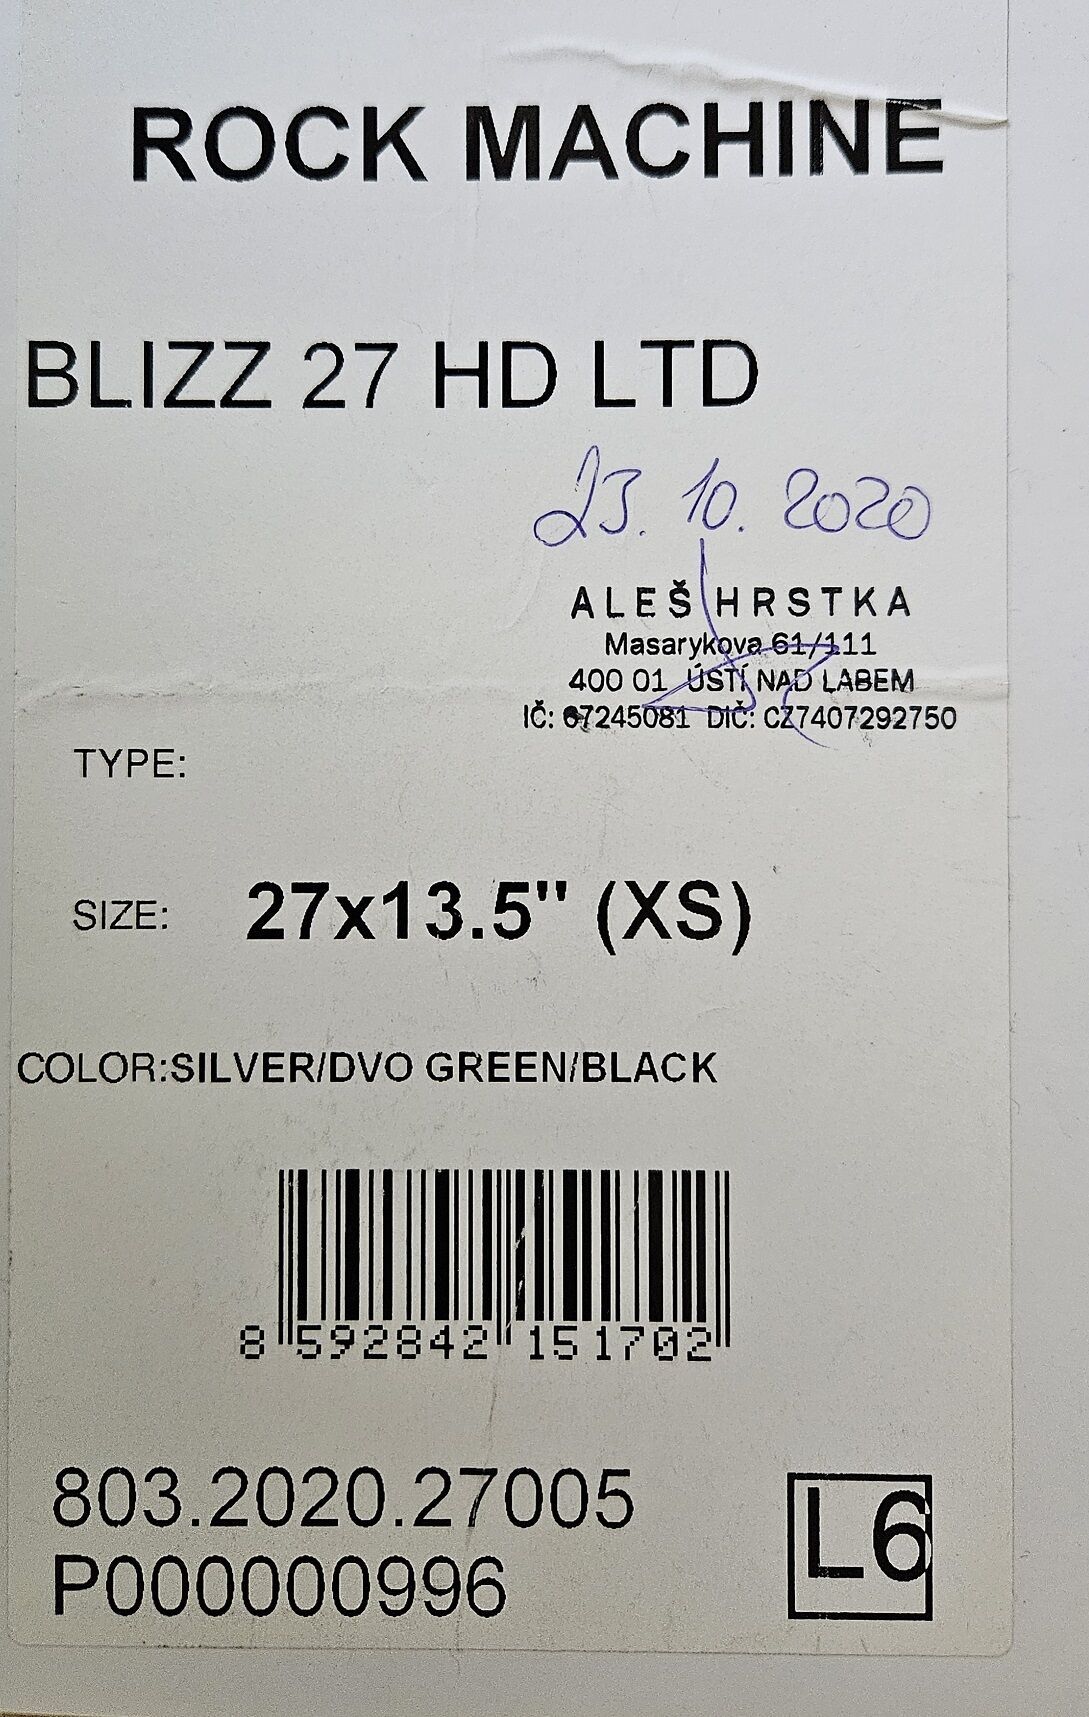 ROCK MACHINE
BLIZZ 27 HD LTD
23. 10. 2020
ALEŠ HRSTKA
Masarykova 61/111
400 01 ÚSTÍ NAD LABEM
IČ: 67245081 DIČ: CZ7407292750
TYPE:
SIZE: 27x13.5" (XS)
COLOR:SILVER/DVO GREEN/BLACK
8 592842 151702
803.2020.27005
P000000996
L6